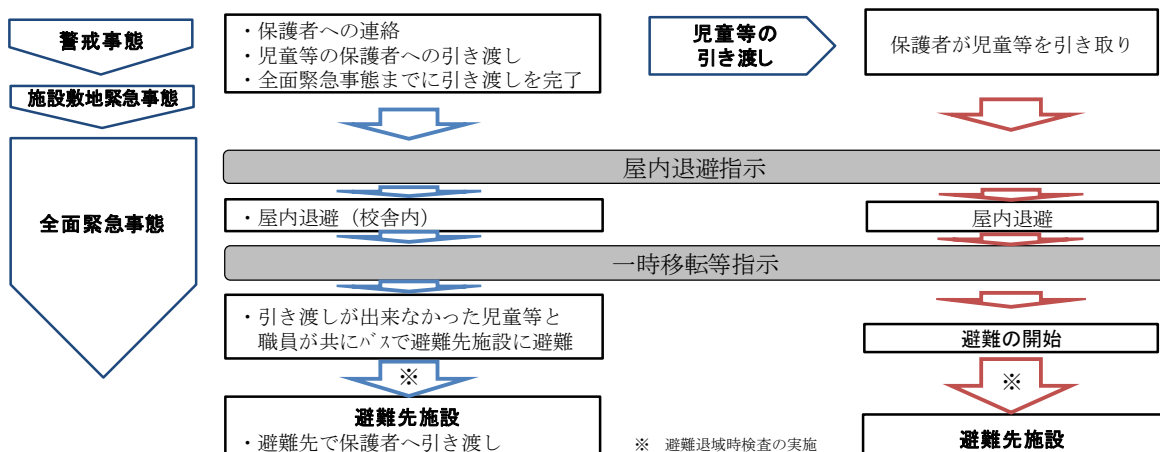 警戒事態
施設敷地緊急事態
全面緊急事態
・保護者への連絡
・児童等の保護者への引き渡し
・全面緊急事態までに引き渡しを完了
児童等の
引き渡し
保護者が児童等を引き取り
屋内退避指示
・屋内退避（校舎内）
屋内退避
一時移転等指示
・引き渡しが出来なかった児童等と
職員が共にﾊﾞｽで避難先施設に避難
避難の開始
※
※
避難先施設
・避難先で保護者へ引き渡し
※ 避難退域時検査の実施
避難先施設